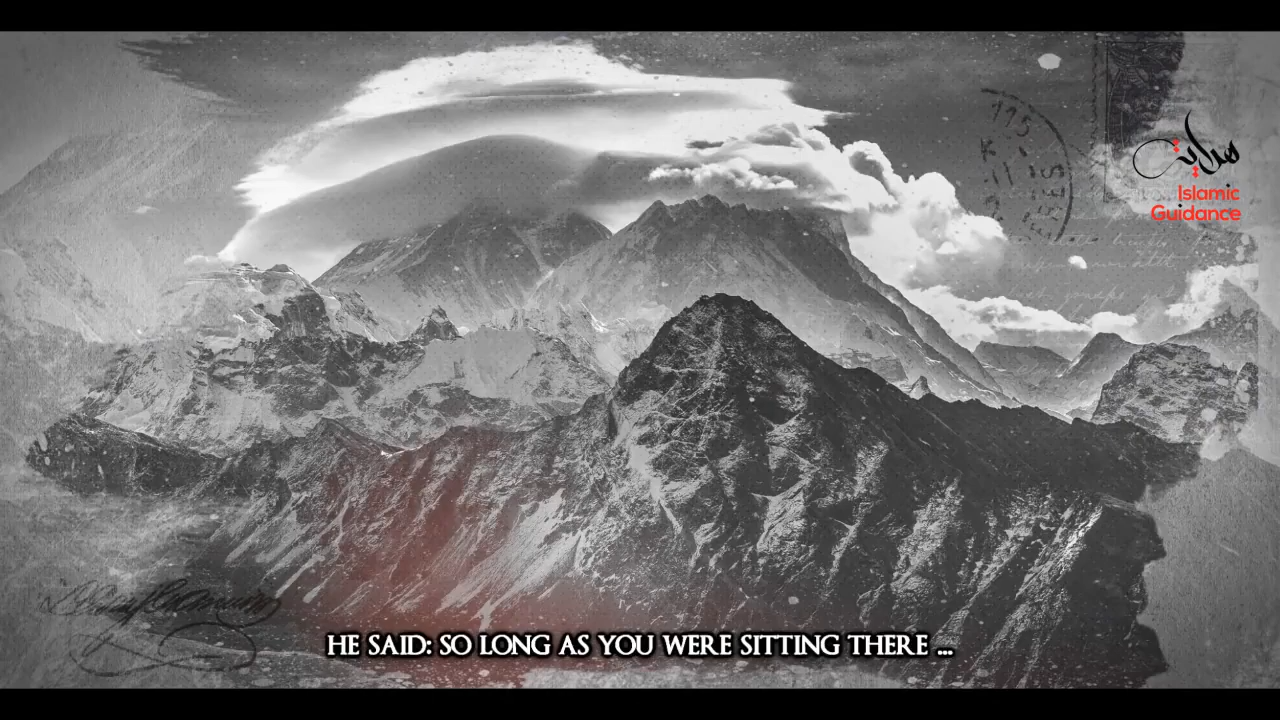 هداية
Islamic
Guidance
HE SAID: SO LONG AS YOU WERE SITTING THERE ...